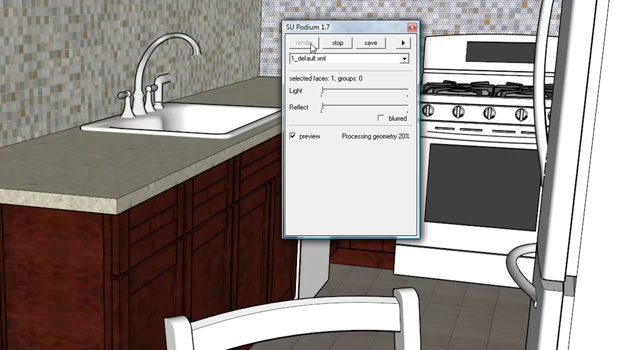 SU Podium 1.7
render
stop
save
1_default.xml
selected faces: 1, groups: 0
Light
Reflect
blurred
preview
Processing geometry 20%